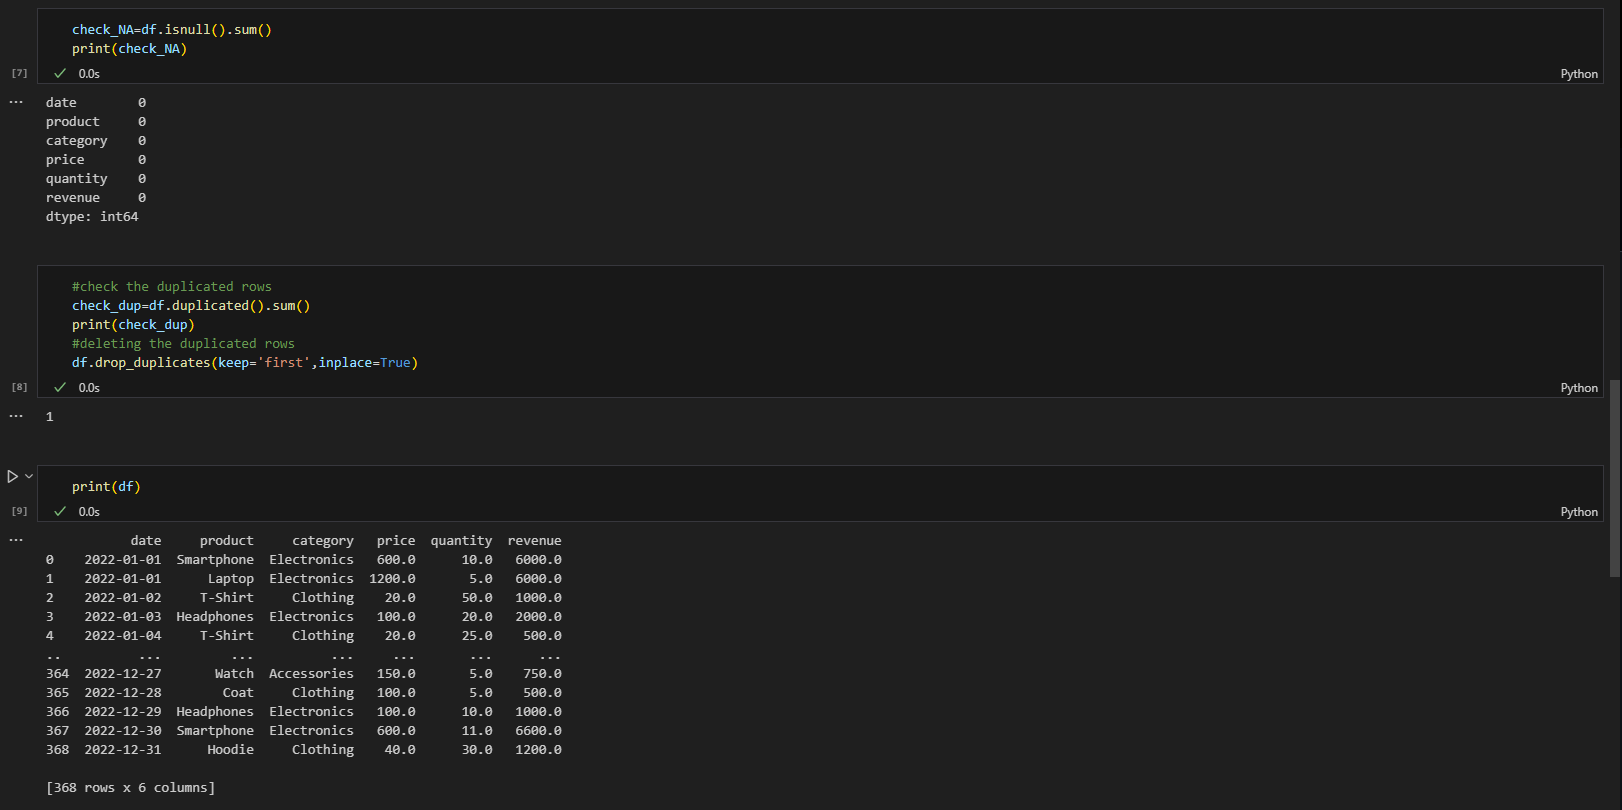 check_NA=df.isnull().sum()
print(check_NA)
[7] 0.0s Python
... date 0
product 0
category 0
price 0
quantity 0
revenue 0
dtype: int64
#check the duplicated rows
check_dup=df.duplicated().sum()
print(check_dup)
#deleting the duplicated rows
df.drop_duplicates(keep='first',inplace=True)
[8] 0.0s Python
... 1
print(df)
[9] 0.0s Python
... date product category price quantity revenue
0 2022-01-01 Smartphone Electronics 600.0 10.0 6000.0
1 2022-01-01 Laptop Electronics 1200.0 5.0 6000.0
2 2022-01-02 T-Shirt Clothing 20.0 50.0 1000.0
3 2022-01-03 Headphones Electronics 100.0 20.0 2000.0
4 2022-01-04 T-Shirt Clothing 20.0 25.0 500.0
.. ... ... ... ... ... ...
364 2022-12-27 Watch Accessories 150.0 5.0 750.0
365 2022-12-28 Coat Clothing 100.0 5.0 500.0
366 2022-12-29 Headphones Electronics 100.0 10.0 1000.0
367 2022-12-30 Smartphone Electronics 600.0 11.0 6600.0
368 2022-12-31 Hoodie Clothing 40.0 30.0 1200.0
[368 rows x 6 columns]